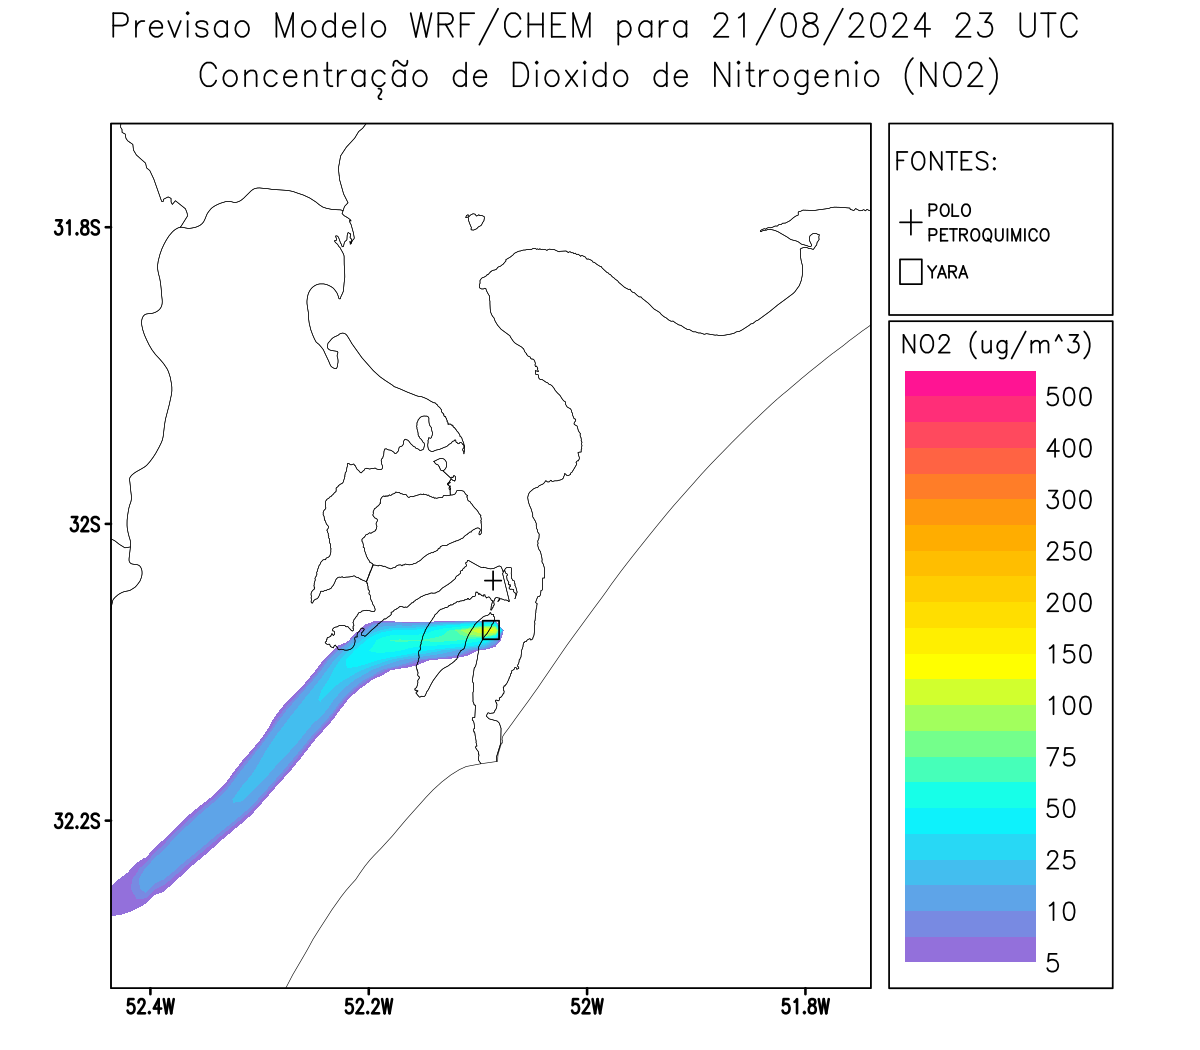 Previsao Modelo WRF/CHEM para 21/08/2024 23 UTC
Concentração de Dioxido de Nitrogenio (NO2)
FONTES:
POLO
PETROQUIMICO
YARA
NO2 (ug/m^3)
500
400
300
250
200
150
100
75
50
25
10
5
31.8S
32S
32.2S
52.4W
52.2W
52W
51.8W